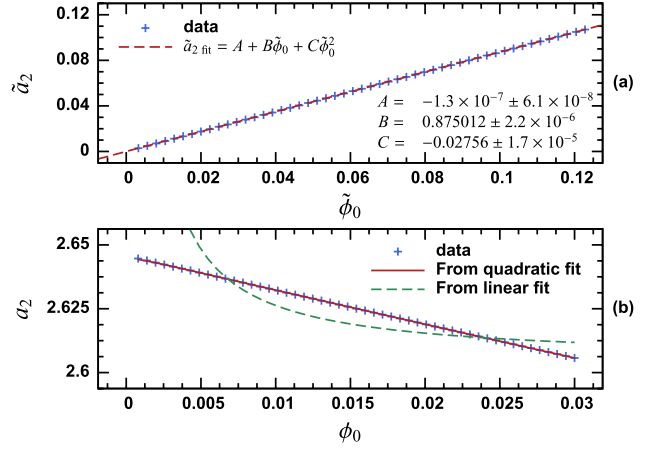 0.12
0.08
0.04
0
ã₂
data
ã₂ fit = A + Bϕ̃₀ + Cϕ̃₀²
A = −1.3 × 10⁻⁷ ± 6.1 × 10⁻⁸
B = 0.875012 ± 2.2 × 10⁻⁶
C = −0.02756 ± 1.7 × 10⁻⁵
(a)
0 0.02 0.04 0.06 0.08 0.10 0.12
ϕ̃₀
2.65
2.625
2.6
a₂
data
From quadratic fit
From linear fit
(b)
0 0.005 0.01 0.015 0.02 0.025 0.03
ϕ₀